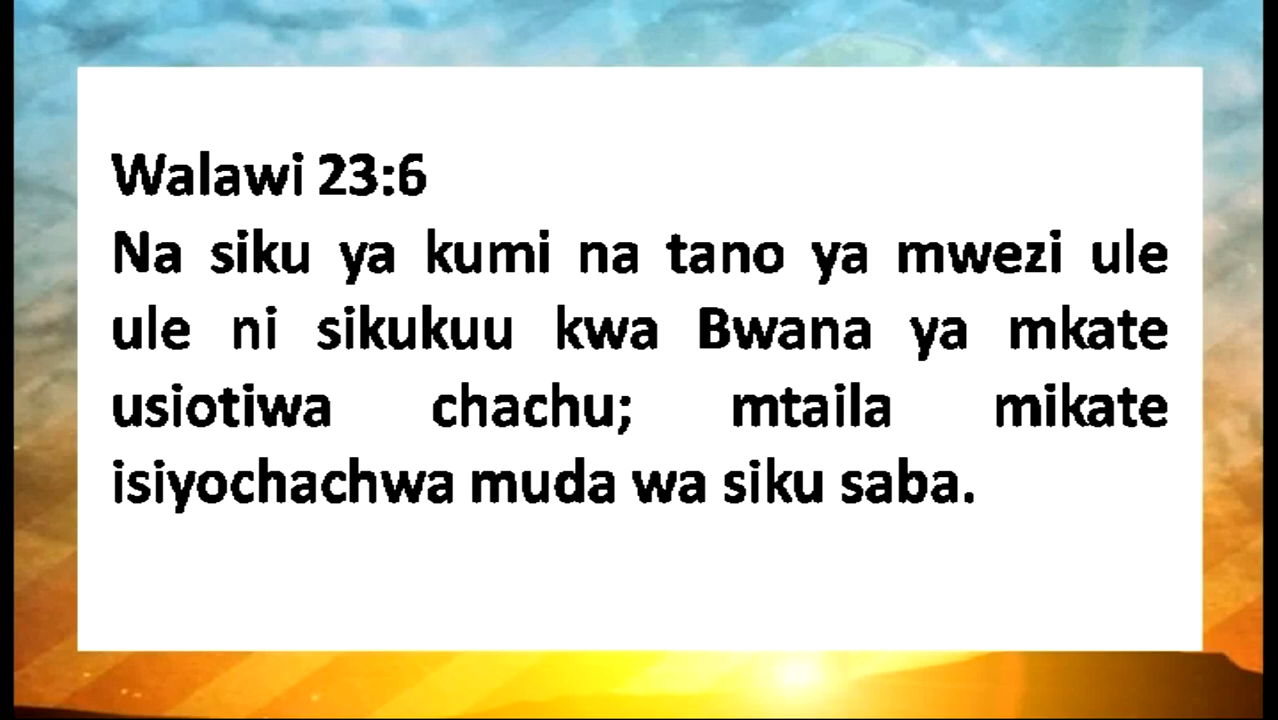 Walawi 23:6
Na siku ya kumi na tano ya mwezi ule
ule ni sikukuu kwa Bwana ya mkate
usiotiwa chachu; mtaila mikate
isiyochachwa muda wa siku saba.